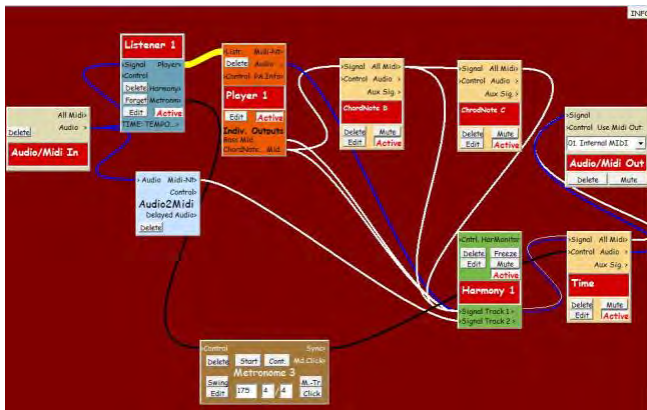 INFO
Listener 1
›Signal Player›
›Control
Delete Harmony›
Forget Metronm›
Edit Active
TIME: TEMPO...›
›Listr. Midi-Nt›
Delete Audio ›
›Control PA Info›
Player 1
Edit Active
Indiv. Outputs
Bass Mid.
ChordNote... Mid.
›Signal All Midi›
›Control Audio ›
Aux Sig. ›
ChordNote B
Delete Mute
Edit Active
›Signal All Midi›
›Control Audio ›
Aux Sig. ›
ChrodNote C
Delete Mute
Edit Active
All Midi›
Audio ›
Delete
Audio/Midi In
›Signal
›Control Use Midi Out:
01 Internal MIDI
Audio/Midi Out
Delete Mute
›Audio Midi-Nt›
Control›
Audio2Midi
Delayed Audio›
Delete
›Cntrl. HarMonitor
Delete Freeze
Edit Mute
Active
Harmony 1
›Signal Track 1 ›
›Signal Track 2 ›
›Signal All Midi›
›Control Audio ›
Aux Sig. ›
Time
Delete Mute
Edit Active
›Control Sync›
Delete Start Cont. Md.Click›
Metronome 3
Swing M.-Tr.
Edit 175 4 / 4 Click